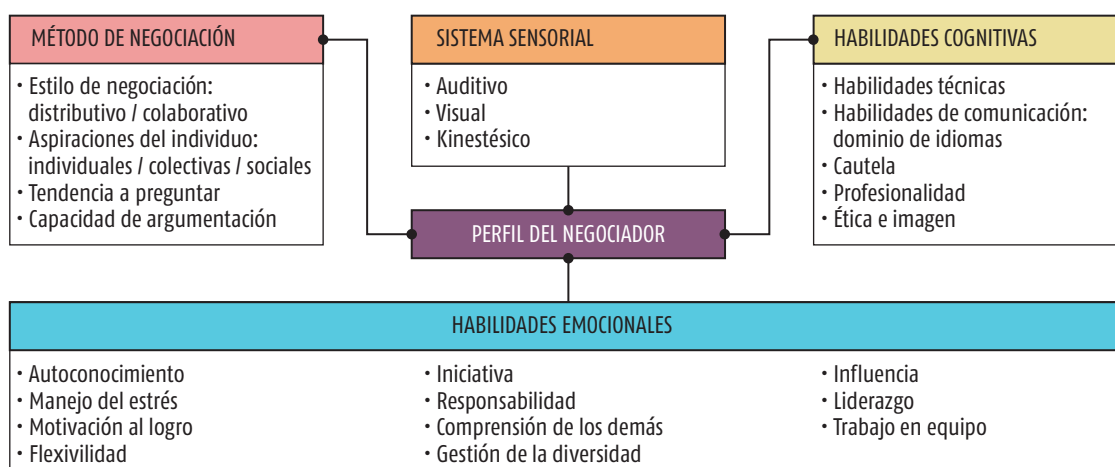 MÉTODO DE NEGOCIACIÓN
• Estilo de negociación:
distributivo / colaborativo
• Aspiraciones del individuo:
individuales / colectivas / sociales
• Tendencia a preguntar
• Capacidad de argumentación
SISTEMA SENSORIAL
• Auditivo
• Visual
• Kinestésico
HABILIDADES COGNITIVAS
• Habilidades técnicas
• Habilidades de comunicación:
dominio de idiomas
• Cautela
• Profesionalidad
• Ética e imagen
PERFIL DEL NEGOCIADOR
HABILIDADES EMOCIONALES
• Autoconocimiento
• Manejo del estrés
• Motivación al logro
• Flexivilidad
• Iniciativa
• Responsabilidad
• Comprensión de los demás
• Gestión de la diversidad
• Influencia
• Liderazgo
• Trabajo en equipo